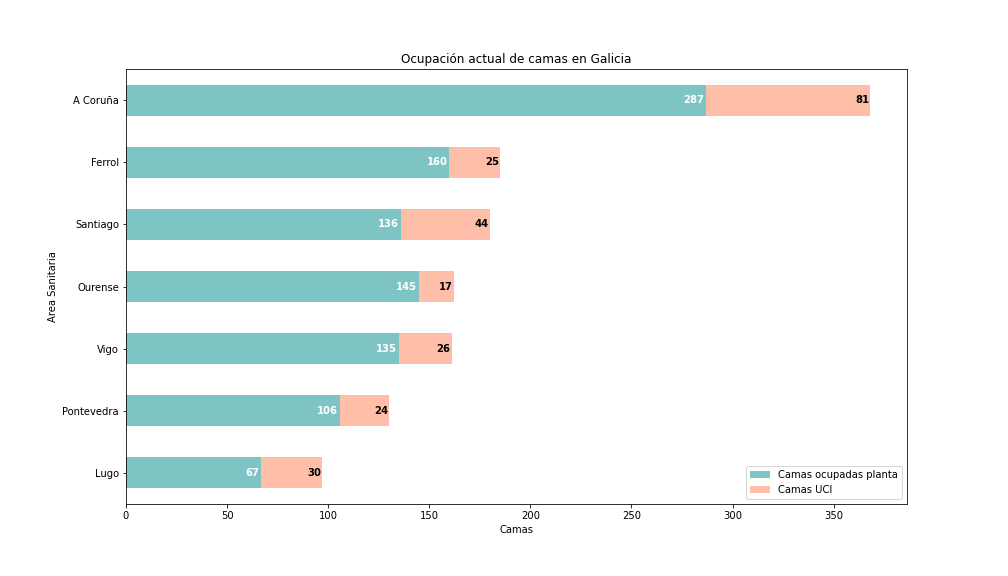 Ocupación actual de camas en Galicia
A Coruña 287 81
Ferrol 160 25
Santiago 136 44
Ourense 145 17
Vigo 135 26
Pontevedra 106 24
Lugo 67 30
Area Sanitaria
Camas ocupadas planta
Camas UCI
0 50 100 150 200 250 300 350
Camas